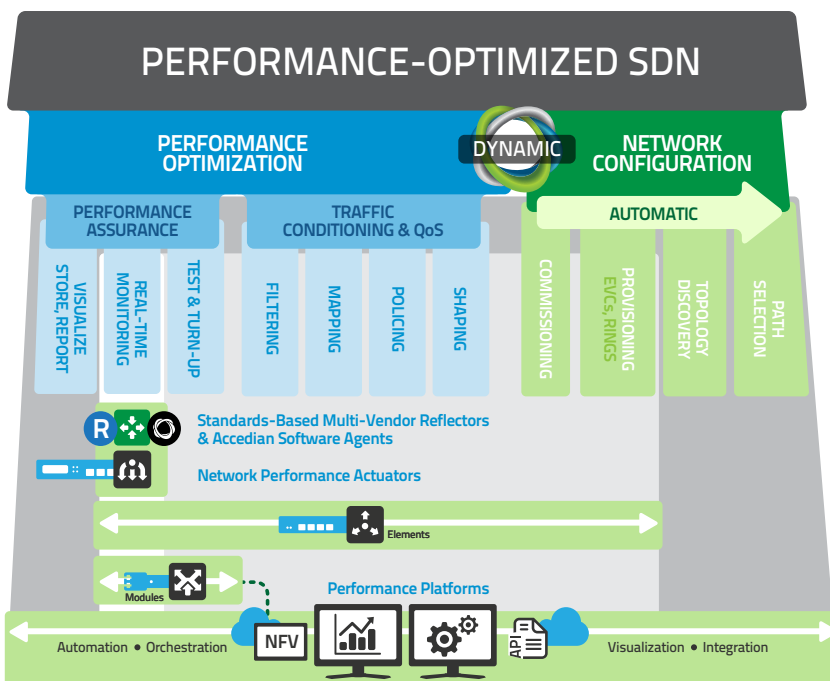 PERFORMANCE-OPTIMIZED SDN
PERFORMANCE
OPTIMIZATION
DYNAMIC
NETWORK
CONFIGURATION
PERFORMANCE
ASSURANCE
TRAFFIC
CONDITIONING & QoS
AUTOMATIC
VISUALIZE
STORE, REPORT
REAL-TIME
MONITORING
TEST & TURN-UP
FILTERING
MAPPING
POLICING
SHAPING
COMMISSIONING
PROVISIONING
EVCs, RINGS
TOPOLOGY
DISCOVERY
PATH
SELECTION
R
Standards-Based Multi-Vendor Reflectors
& Accedian Software Agents
Network Performance Actuators
Elements
Modules
Performance Platforms
Automation • Orchestration
NFV
API
Visualization • Integration